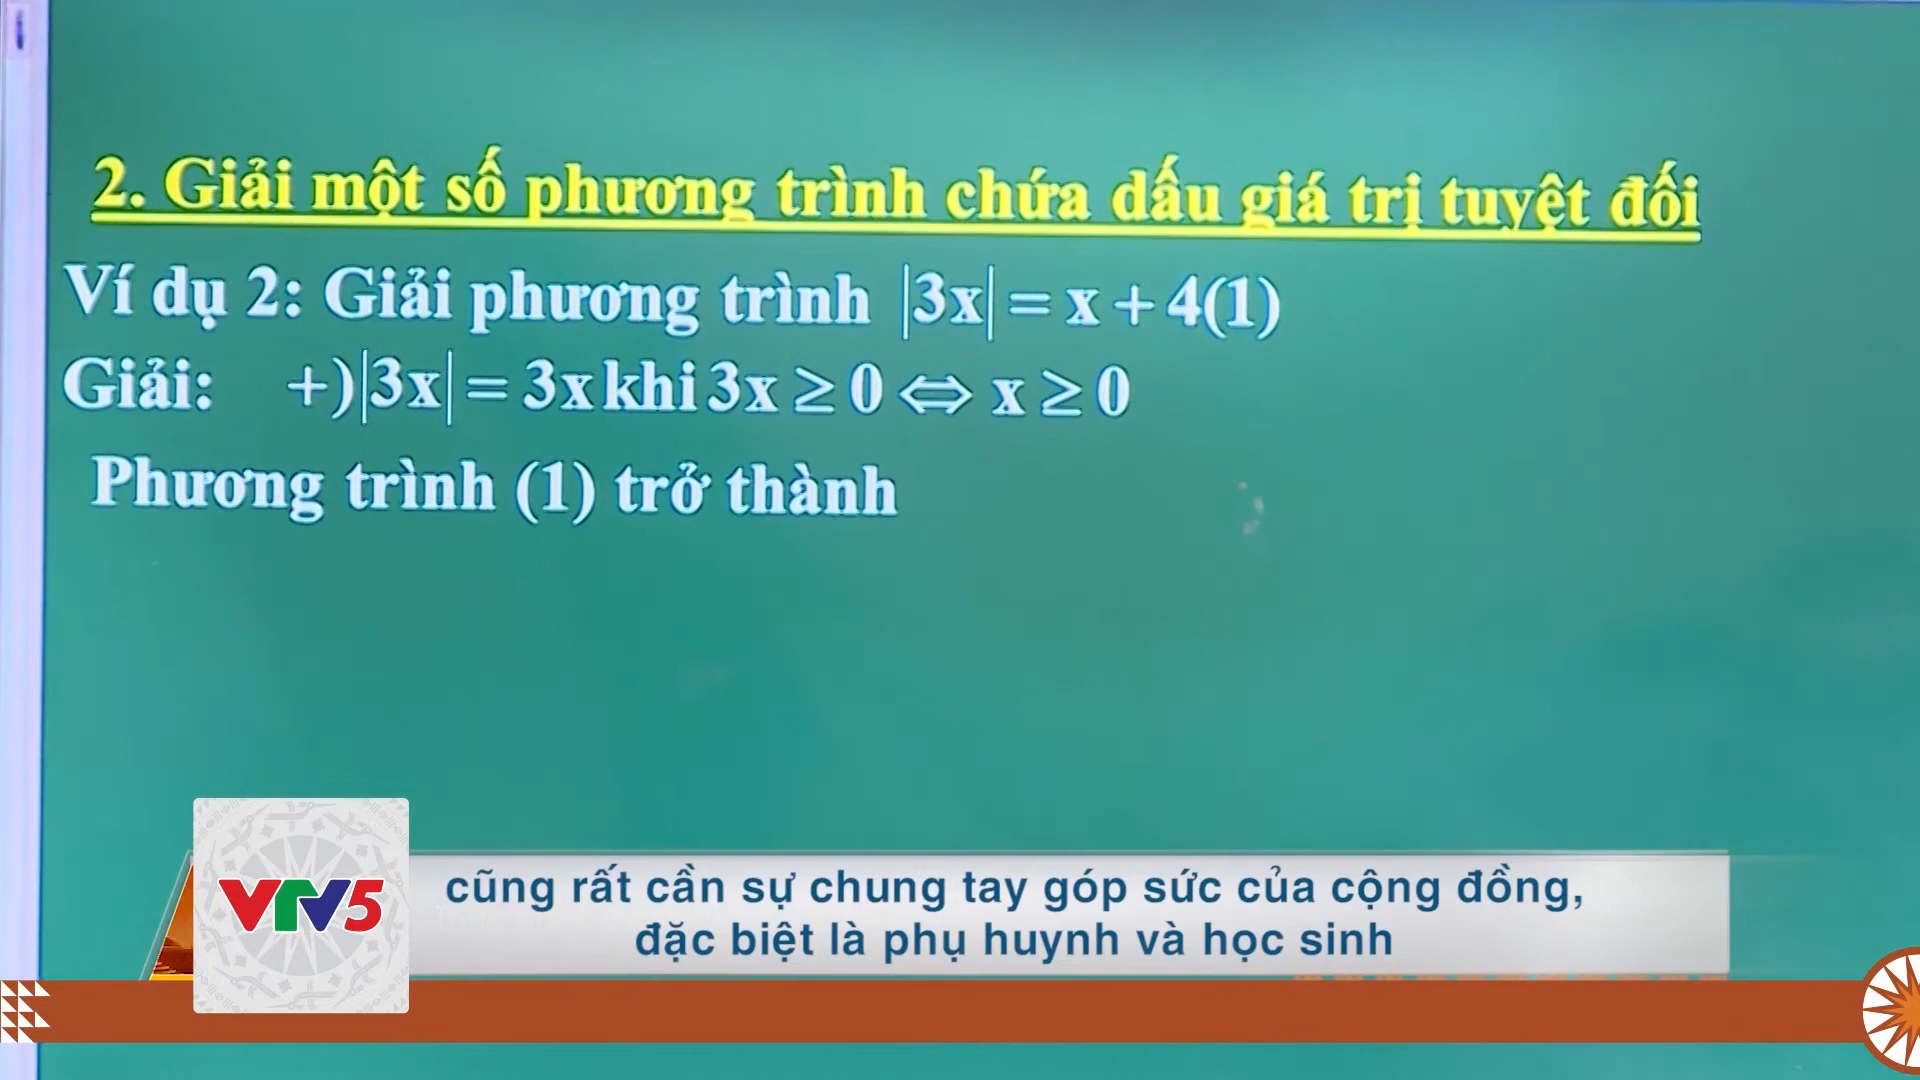 2. Giải một số phương trình chứa dấu giá trị tuyệt đối
Ví dụ 2: Giải phương trình |3x| = x + 4(1)
Giải: +)|3x| = 3x khi 3x ≥ 0 ⇔ x ≥ 0
Phương trình (1) trở thành
VTV5
cũng rất cần sự chung tay góp sức của cộng đồng,
đặc biệt là phụ huynh và học sinh